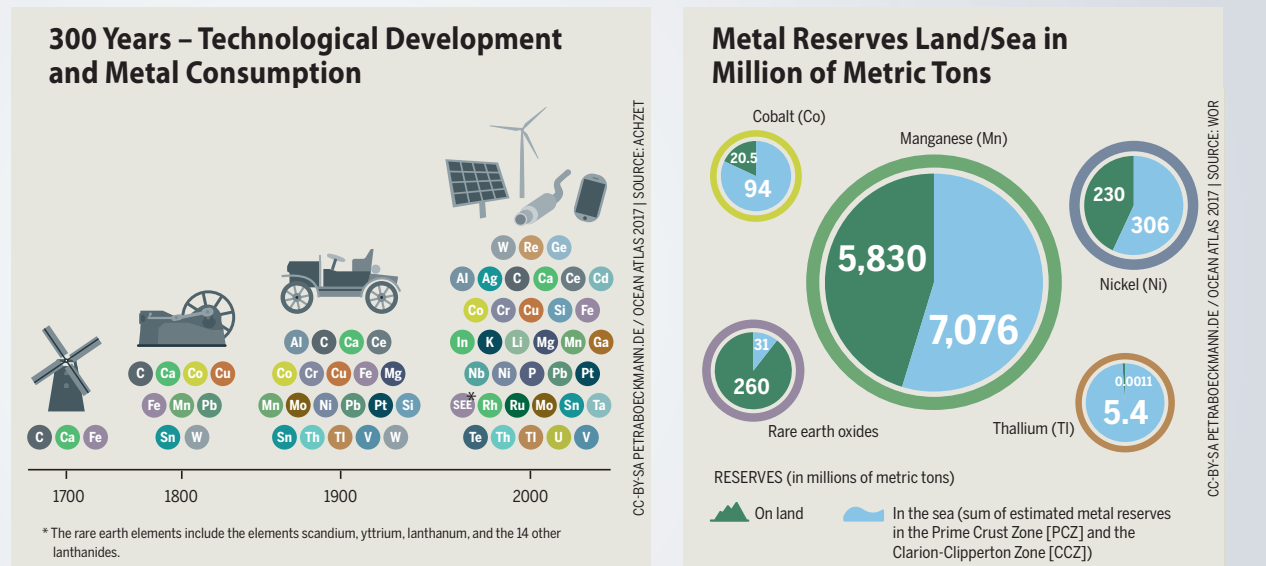 300 Years – Technological Development
and Metal Consumption
W Re Ge
Al Ag C Ca Ce Cd
Co Cr Cu Si Fe
Al C Ca Ce
In K Li Mg Mn Ga
C Ca Co Cu
Co Cr Cu Fe Mg
Nb Ni P Pb Pt
Fe Mn Pb
Mn Mo Ni Pb Pt Si
SEE* Rh Ru Mo Sn Ta
C Ca Fe
Sn W
Sn Th Tl V W
Te Th Tl U V
1700
1800
1900
2000
* The rare earth elements include the elements scandium, yttrium, lanthanum, and the 14 other
lanthanides.
CC-BY-SA PETRABOECKMANN.DE / OCEAN ATLAS 2017 | SOURCE: ACHZET
Metal Reserves Land/Sea in
Million of Metric Tons
Cobalt (Co)
20.5
94
Manganese (Mn)
5,830
7,076
230
306
Nickel (Ni)
31
260
Rare earth oxides
0.0011
5.4
Thallium (Tl)
RESERVES (in millions of metric tons)
On land
In the sea (sum of estimated metal reserves
in the Prime Crust Zone [PCZ] and the
Clarion-Clipperton Zone [CCZ])
CC-BY-SA PETRABOECKMANN.DE / OCEAN ATLAS 2017 | SOURCE: WOR